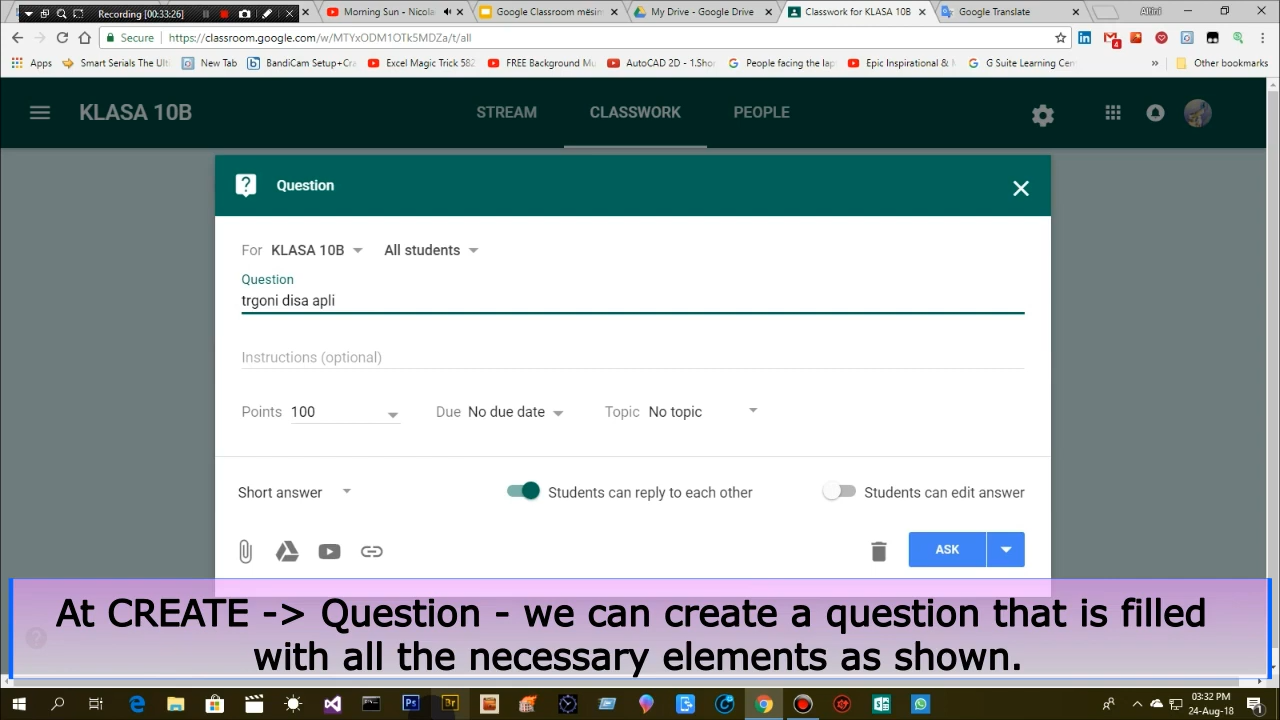 Recording [00:33:26]
Morning Sun - Nicola
Google Classroom mësim
My Drive - Google Drive
Classwork for KLASA 10B
Google Translate
Altini
Secure
https://classroom.google.com/w/MTYxODM1OTk5MDZa/t/all
4
Apps
Smart Serials The Ult
New Tab
BandiCam Setup+Cra
Excel Magic Trick 582
FREE Background Mu
AutoCAD 2D - 1.Shor
People facing the lap
Epic Inspirational &
G Suite Learning Cen
»
Other bookmarks
KLASA 10B
STREAM
CLASSWORK
PEOPLE
Question
For KLASA 10B
All students
Question
trgoni disa apli
Instructions (optional)
Points 100
Due No due date
Topic No topic
Short answer
Students can reply to each other
Students can edit answer
ASK
At CREATE -> Question - we can create a question that is filled
with all the necessary elements as shown.
Ps
Br
03:32 PM
24-Aug-18